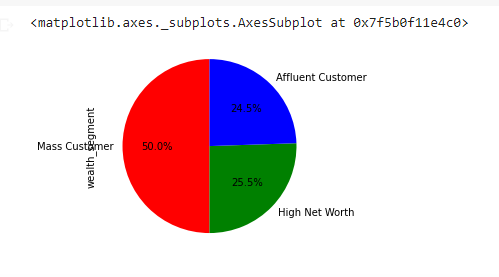 <matplotlib.axes._subplots.AxesSubplot at 0x7f5b0f11e4c0>
Affluent Customer
24.5%
Mass Customer
50.0%
wealth_segment
25.5%
High Net Worth